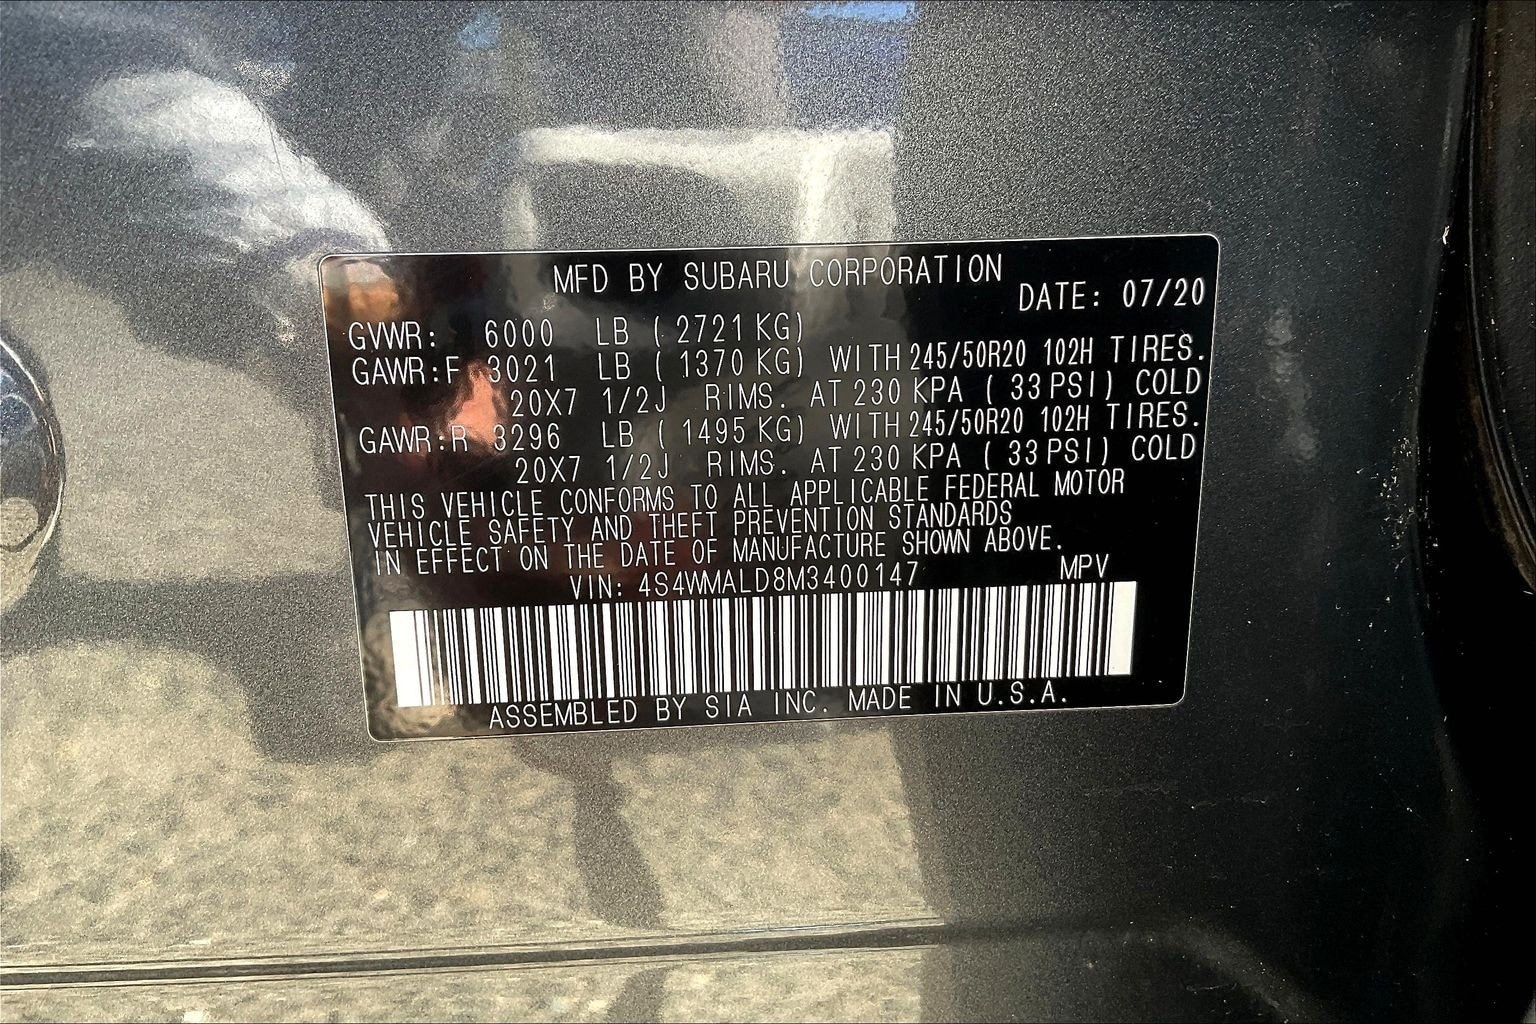 MFD BY SUBARU CORPORATION
DATE: 07/20
GVWR: 6000 LB ( 2721 KG)
GAWR:F 3021 LB ( 1370 KG) WITH 245/50R20 102H TIRES.
20X7 1/2J RIMS. AT 230 KPA ( 33 PSI) COLD
GAWR:R 3296 LB ( 1495 KG) WITH 245/50R20 102H TIRES.
20X7 1/2J RIMS. AT 230 KPA ( 33 PSI) COLD
THIS VEHICLE CONFORMS TO ALL APPLICABLE FEDERAL MOTOR
VEHICLE SAFETY AND THEFT PREVENTION STANDARDS
IN EFFECT ON THE DATE OF MANUFACTURE SHOWN ABOVE.
VIN: 4S4WMALD8M3400147 MPV
ASSEMBLED BY SIA INC. MADE IN U.S.A.